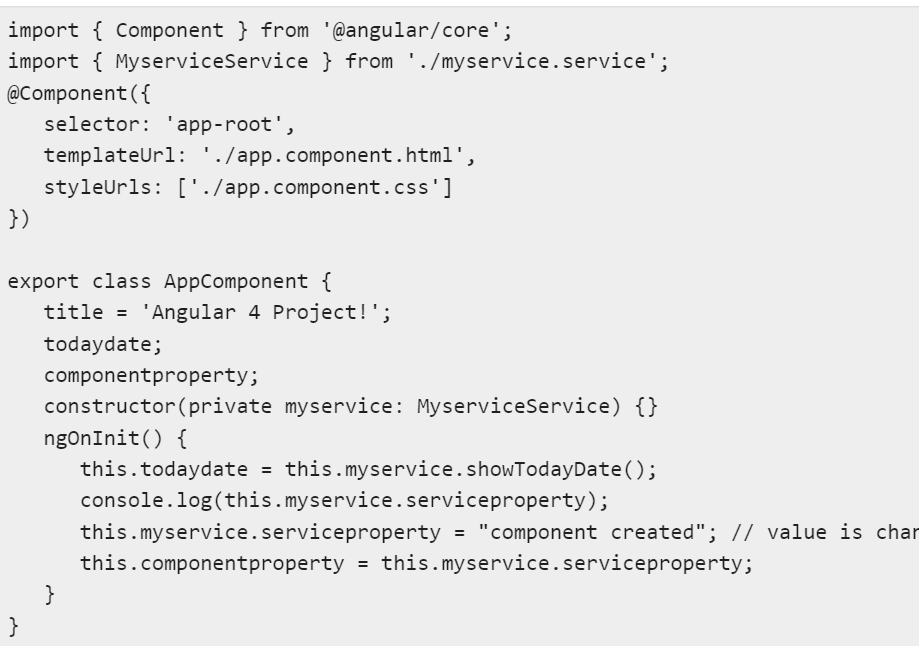 import { Component } from '@angular/core';
import { MyserviceService } from './myservice.service';
@Component({
   selector: 'app-root',
   templateUrl: './app.component.html',
   styleUrls: ['./app.component.css']
})
export class AppComponent {
   title = 'Angular 4 Project!';
   todaydate;
   componentproperty;
   constructor(private myservice: MyserviceService) {}
   ngOnInit() {
      this.todaydate = this.myservice.showTodayDate();
      console.log(this.myservice.serviceproperty);
      this.myservice.serviceproperty = "component created"; // value is
      this.componentproperty = this.myservice.serviceproperty;
   }
}